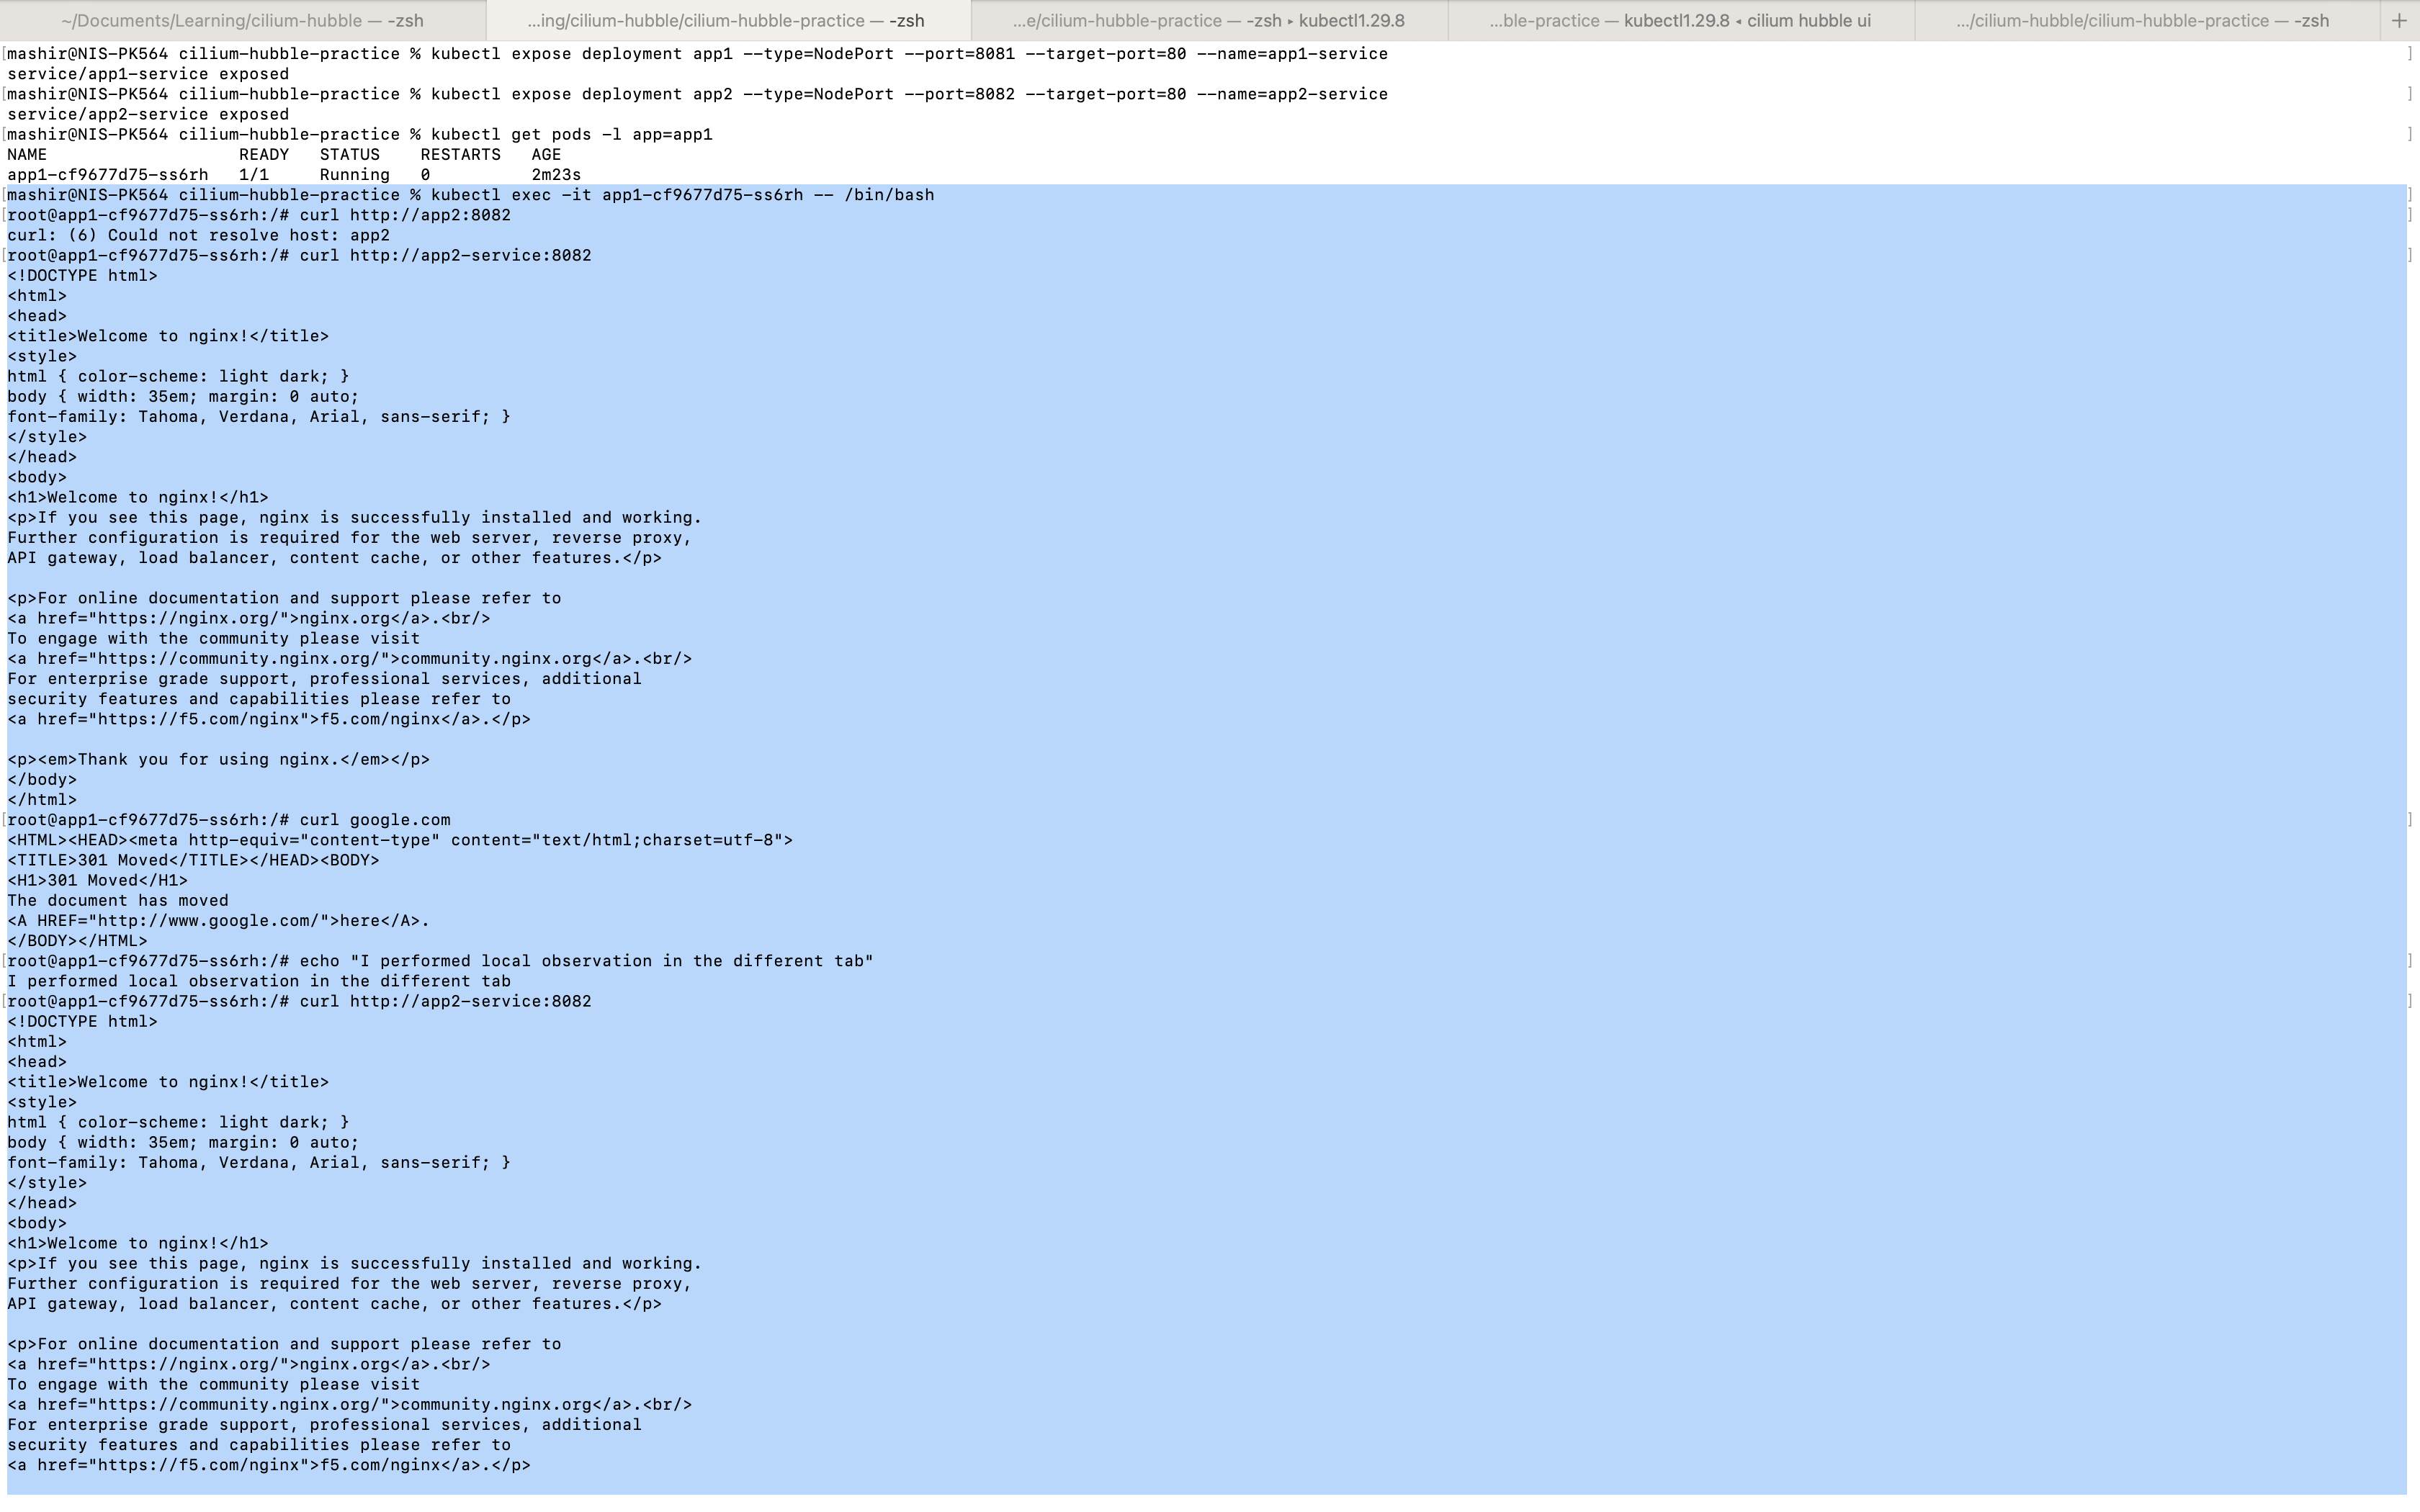 ~/Documents/Learning/cilium-hubble — -zsh
...ing/cilium-hubble/cilium-hubble-practice — -zsh
...e/cilium-hubble-practice — -zsh ▸ kubectl1.29.8
...ble-practice — kubectl1.29.8 ◂ cilium hubble ui
.../cilium-hubble/cilium-hubble-practice — -zsh
+
[mashir@NIS-PK564 cilium-hubble-practice % kubectl expose deployment app1 --type=NodePort --port=8081 --target-port=80 --name=app1-service ]
service/app1-service exposed
[mashir@NIS-PK564 cilium-hubble-practice % kubectl expose deployment app2 --type=NodePort --port=8082 --target-port=80 --name=app2-service ]
service/app2-service exposed
[mashir@NIS-PK564 cilium-hubble-practice % kubectl get pods -l app=app1 ]
NAME                   READY   STATUS    RESTARTS   AGE
app1-cf9677d75-ss6rh   1/1     Running   0          2m23s
[mashir@NIS-PK564 cilium-hubble-practice % kubectl exec -it app1-cf9677d75-ss6rh -- /bin/bash ]
[root@app1-cf9677d75-ss6rh:/# curl http://app2:8082 ]
curl: (6) Could not resolve host: app2
[root@app1-cf9677d75-ss6rh:/# curl http://app2-service:8082 ]
<!DOCTYPE html>
<html>
<head>
<title>Welcome to nginx!</title>
<style>
html { color-scheme: light dark; }
body { width: 35em; margin: 0 auto;
font-family: Tahoma, Verdana, Arial, sans-serif; }
</style>
</head>
<body>
<h1>Welcome to nginx!</h1>
<p>If you see this page, nginx is successfully installed and working.
Further configuration is required for the web server, reverse proxy,
API gateway, load balancer, content cache, or other features.</p>

<p>For online documentation and support please refer to
<a href="https://nginx.org/">nginx.org</a>.<br/>
To engage with the community please visit
<a href="https://community.nginx.org/">community.nginx.org</a>.<br/>
For enterprise grade support, professional services, additional
security features and capabilities please refer to
<a href="https://f5.com/nginx">f5.com/nginx</a>.</p>

<p><em>Thank you for using nginx.</em></p>
</body>
</html>
[root@app1-cf9677d75-ss6rh:/# curl google.com ]
<HTML><HEAD><meta http-equiv="content-type" content="text/html;charset=utf-8">
<TITLE>301 Moved</TITLE></HEAD><BODY>
<H1>301 Moved</H1>
The document has moved
<A HREF="http://www.google.com/">here</A>.
</BODY></HTML>
[root@app1-cf9677d75-ss6rh:/# echo "I performed local observation in the different tab" ]
I performed local observation in the different tab
[root@app1-cf9677d75-ss6rh:/# curl http://app2-service:8082 ]
<!DOCTYPE html>
<html>
<head>
<title>Welcome to nginx!</title>
<style>
html { color-scheme: light dark; }
body { width: 35em; margin: 0 auto;
font-family: Tahoma, Verdana, Arial, sans-serif; }
</style>
</head>
<body>
<h1>Welcome to nginx!</h1>
<p>If you see this page, nginx is successfully installed and working.
Further configuration is required for the web server, reverse proxy,
API gateway, load balancer, content cache, or other features.</p>

<p>For online documentation and support please refer to
<a href="https://nginx.org/">nginx.org</a>.<br/>
To engage with the community please visit
<a href="https://community.nginx.org/">community.nginx.org</a>.<br/>
For enterprise grade support, professional services, additional
security features and capabilities please refer to
<a href="https://f5.com/nginx">f5.com/nginx</a>.</p>